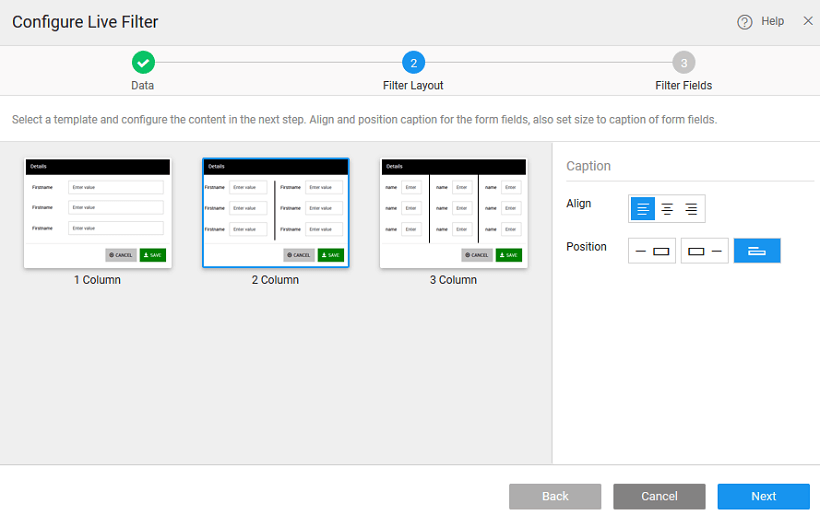 Configure Live Filter
? Help ×
2 3
Data Filter Layout Filter Fields
Select a template and configure the content in the next step. Align and position caption for the form fields, also set size to caption of form fields.
Details
Firstname Enter value
Firstname Enter value
Firstname Enter value
CANCEL SAVE
1 Column
Details
Firstname Enter value Firstname Enter value
Firstname Enter value Firstname Enter value
Firstname Enter value Firstname Enter value
CANCEL SAVE
2 Column
Details
name Enter name Enter name Enter
name Enter name Enter name Enter
name Enter name Enter name Enter
CANCEL SAVE
3 Column
Caption
Align
Position
Back Cancel Next